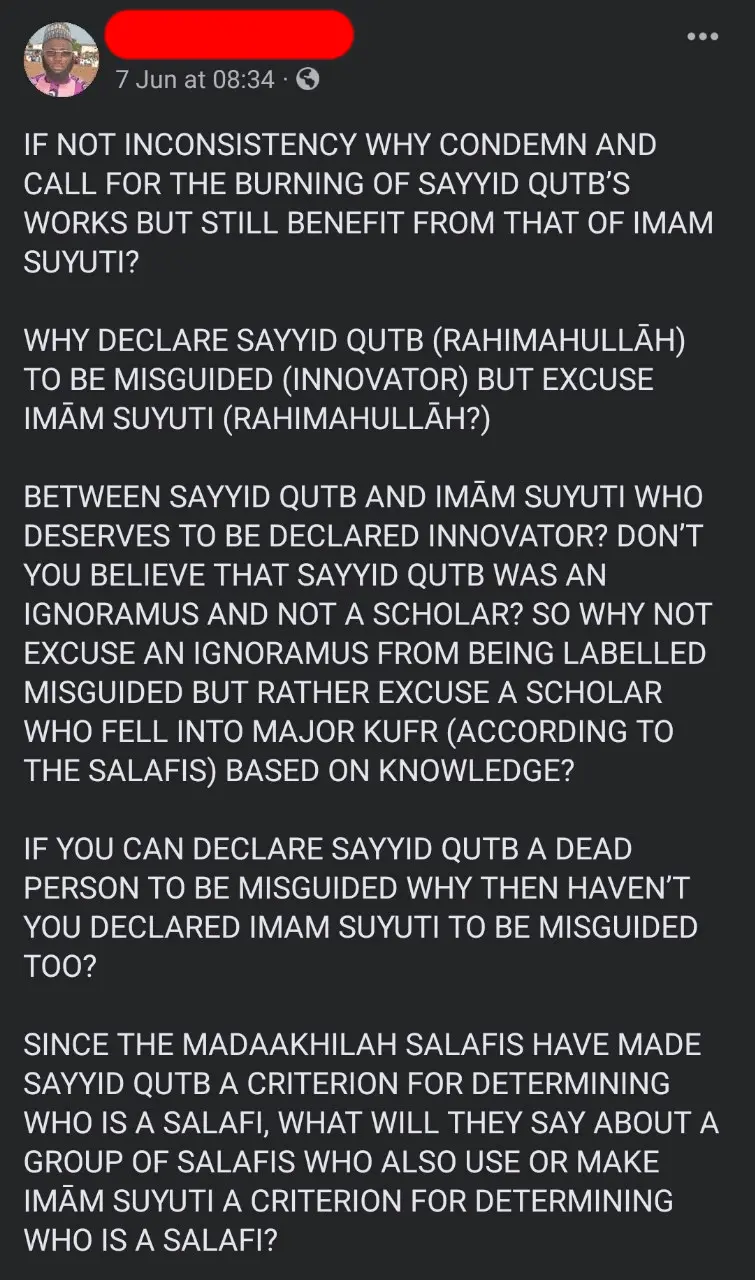 7 Jun at 08:34 ·
IF NOT INCONSISTENCY WHY CONDEMN AND
CALL FOR THE BURNING OF SAYYID QUTB'S
WORKS BUT STILL BENEFIT FROM THAT OF IMAM
SUYUTI?
WHY DECLARE SAYYID QUTB (RAHIMAHULLĀH)
TO BE MISGUIDED (INNOVATOR) BUT EXCUSE
IMĀM SUYUTI (RAHIMAHULLĀH?)
BETWEEN SAYYID QUTB AND IMĀM SUYUTI WHO
DESERVES TO BE DECLARED INNOVATOR? DON'T
YOU BELIEVE THAT SAYYID QUTB WAS AN
IGNORAMUS AND NOT A SCHOLAR? SO WHY NOT
EXCUSE AN IGNORAMUS FROM BEING LABELLED
MISGUIDED BUT RATHER EXCUSE A SCHOLAR
WHO FELL INTO MAJOR KUFR (ACCORDING TO
THE SALAFIS) BASED ON KNOWLEDGE?
IF YOU CAN DECLARE SAYYID QUTB A DEAD
PERSON TO BE MISGUIDED WHY THEN HAVEN'T
YOU DECLARED IMAM SUYUTI TO BE MISGUIDED
TOO?
SINCE THE MADAAKHILAH SALAFIS HAVE MADE
SAYYID QUTB A CRITERION FOR DETERMINING
WHO IS A SALAFI, WHAT WILL THEY SAY ABOUT A
GROUP OF SALAFIS WHO ALSO USE OR MAKE
IMĀM SUYUTI A CRITERION FOR DETERMINING
WHO IS A SALAFI?